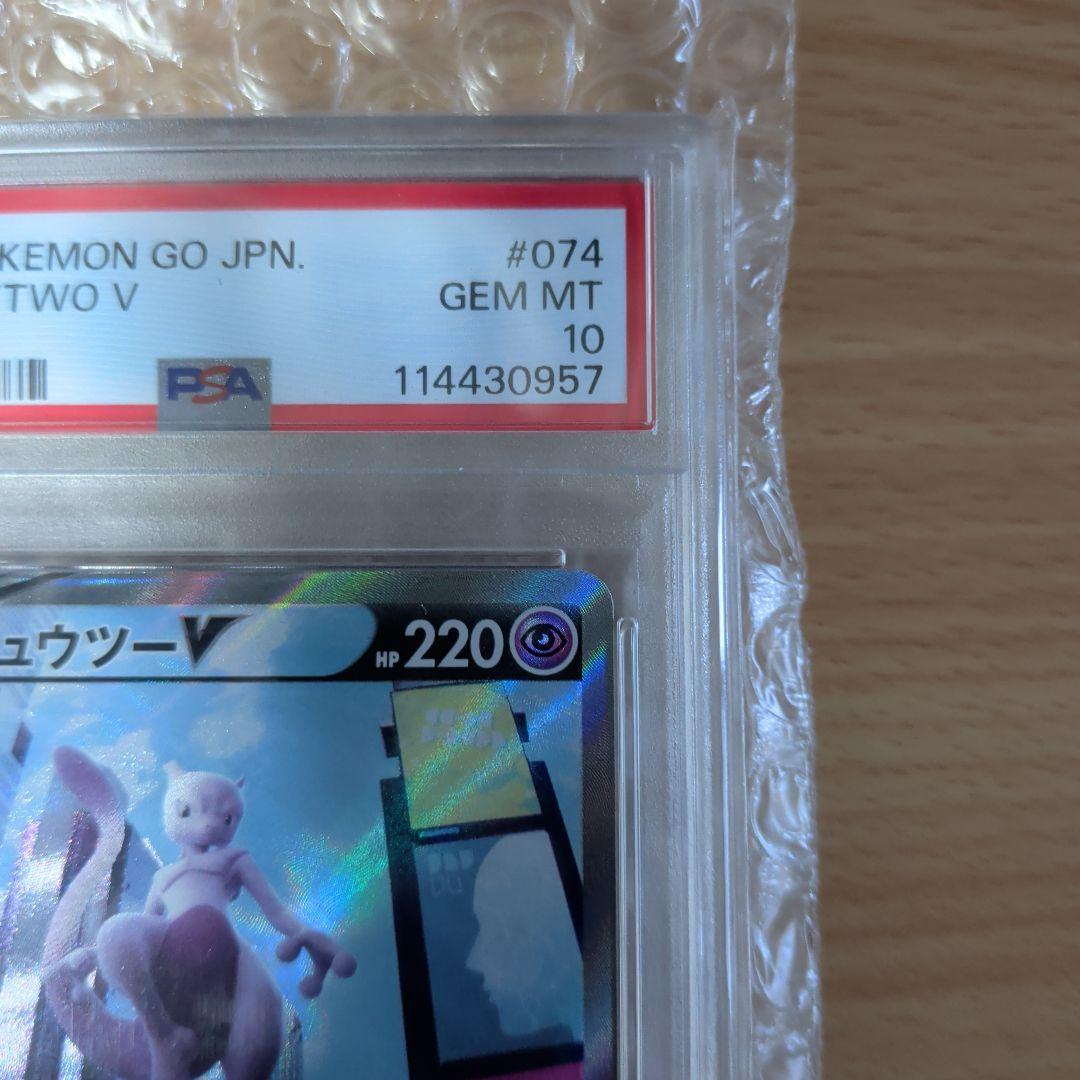 KEMON GO JPN. #074
TWO V GEM MT
10
PSA 114430957
ュウツーV HP 220